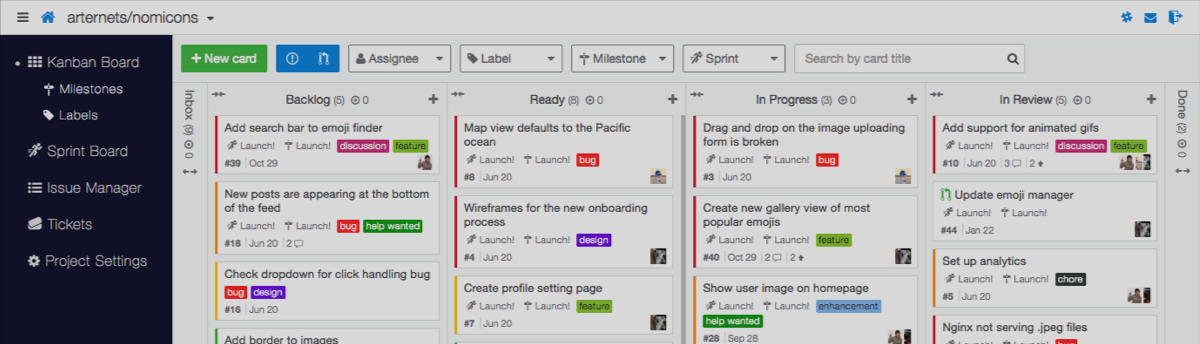 arternets/nomicons
Kanban Board
Milestones
Labels
Sprint Board
Issue Manager
Tickets
Project Settings
+ New card
Assignee
Label
Milestone
Sprint
Search by card title
Inbox (9) 0
Backlog (5) 0 +
Add search bar to emoji finder
Launch! Launch! discussion feature
#39 Oct 29
New posts are appearing at the bottom
of the feed
Launch! Launch! bug help wanted
#18 Jun 20 2
Check dropdown for click handling bug
bug design
#16 Jun 20
Add border to images
Ready (8) 0 +
Map view defaults to the Pacific
ocean
Launch! Launch! bug
#8 Jun 20
Wireframes for the new onboarding
process
Launch! Launch! design
#4 Jun 20
Create profile setting page
Launch! Launch! feature
#7 Jun 20
In Progress (3) 0 +
Drag and drop on the image uploading
form is broken
Launch! Launch! bug
#3 Jun 20
Create new gallery view of most
popular emojis
Launch! Launch! feature
#40 Oct 29 2 2
Show user image on homepage
Launch! Launch! enhancement
help wanted
#28 Sep 28
In Review (5) 0 +
Add support for animated gifs
Launch! Launch! discussion feature
#10 Jun 20 3 2
Update emoji manager
Launch! Launch!
#44 Jan 22
Set up analytics
Launch! Launch! chore
#5 Jun 20
Nginx not serving .jpeg files
Launch! Launch! bug
Done (2) 0